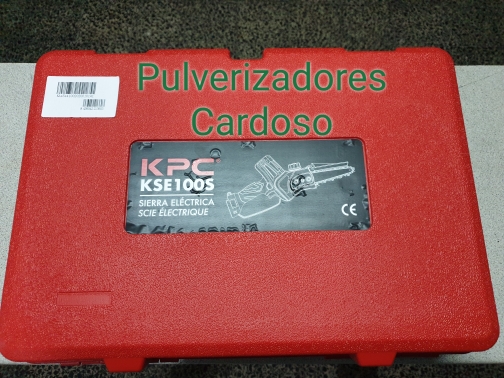 Pulverizadores
Cardoso
KPC
KSE100S
SIERRA ELÉCTRICA
SCIE ÉLECTRIQUE
CE